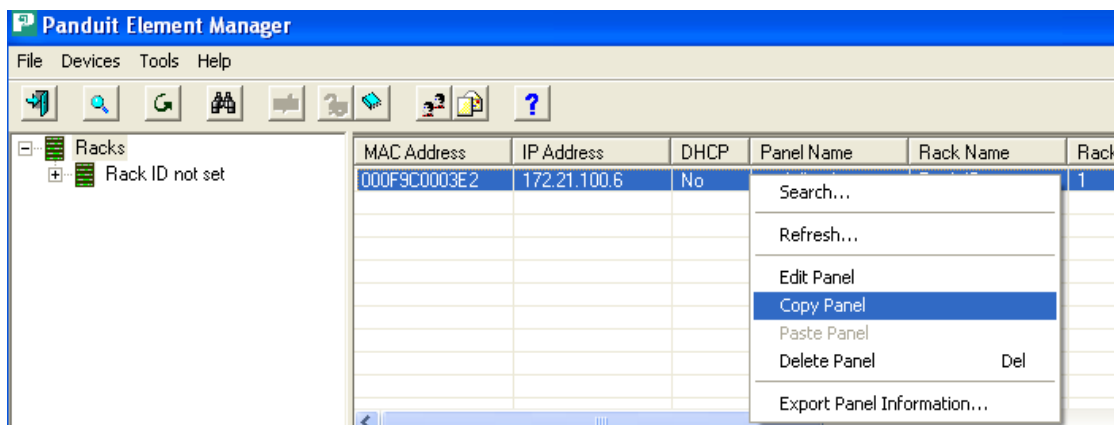 Panduit Element Manager
File Devices Tools Help
Racks
Rack ID not set
MAC Address IP Address DHCP Panel Name Rack Name Rack
000F9C0003E2 172.21.100.6 No 1
Search...
Refresh...
Edit Panel
Copy Panel
Paste Panel
Delete Panel Del
Export Panel Information...